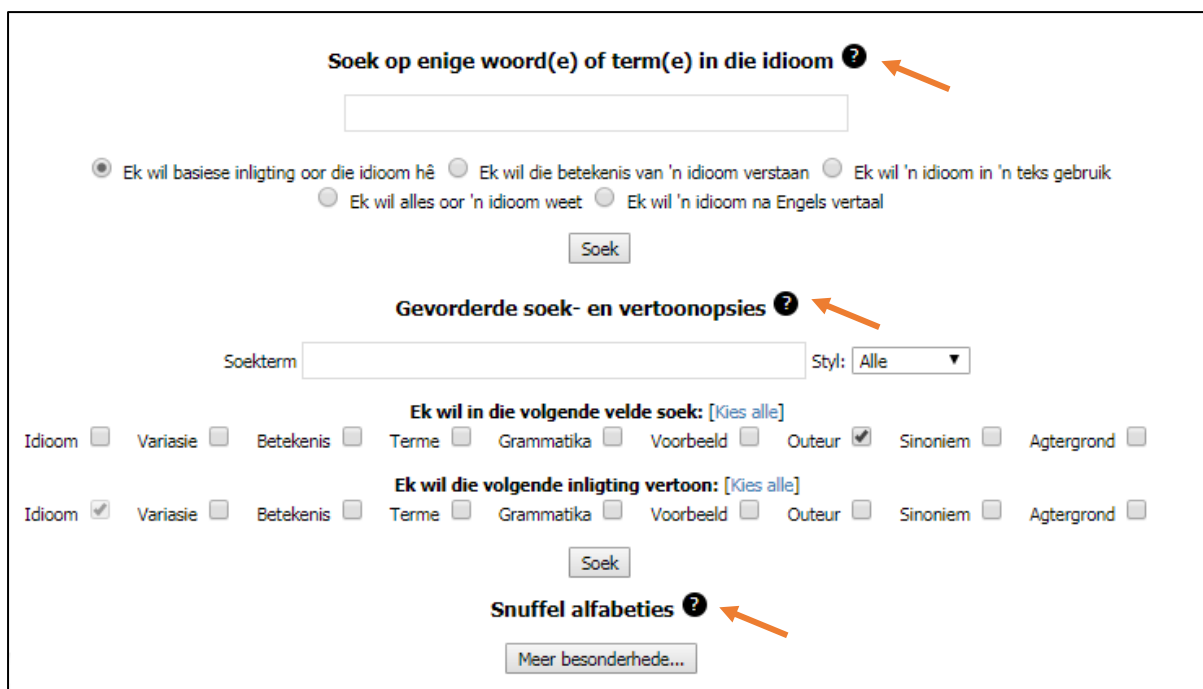 Soek op enige woord(e) of term(e) in die idioom ?
Ek wil basiese inligting oor die idioom hê Ek wil die betekenis van 'n idioom verstaan Ek wil 'n idioom in 'n teks gebruik
Ek wil alles oor 'n idioom weet Ek wil 'n idioom na Engels vertaal
Soek
Gevorderde soek- en vertoonopsies ?
Soekterm Styl: Alle
Ek wil in die volgende velde soek: [Kies alle]
Idioom Variasie Betekenis Terme Grammatika Voorbeeld Outeur Sinoniem Agtergrond
Ek wil die volgende inligting vertoon: [Kies alle]
Idioom Variasie Betekenis Terme Grammatika Voorbeeld Outeur Sinoniem Agtergrond
Soek
Snuffel alfabeties ?
Meer besonderhede...